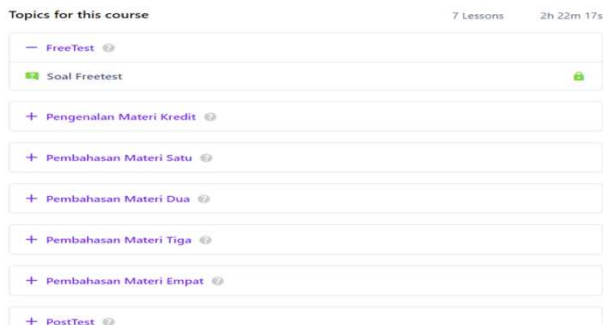 Topics for this course 7 Lessons 2h 22m 17s
FreeTest
Soal Freetest
Pengenalan Materi Kredit
Pembahasan Materi Satu
Pembahasan Materi Dua
Pembahasan Materi Tiga
Pembahasan Materi Empat
PostTest